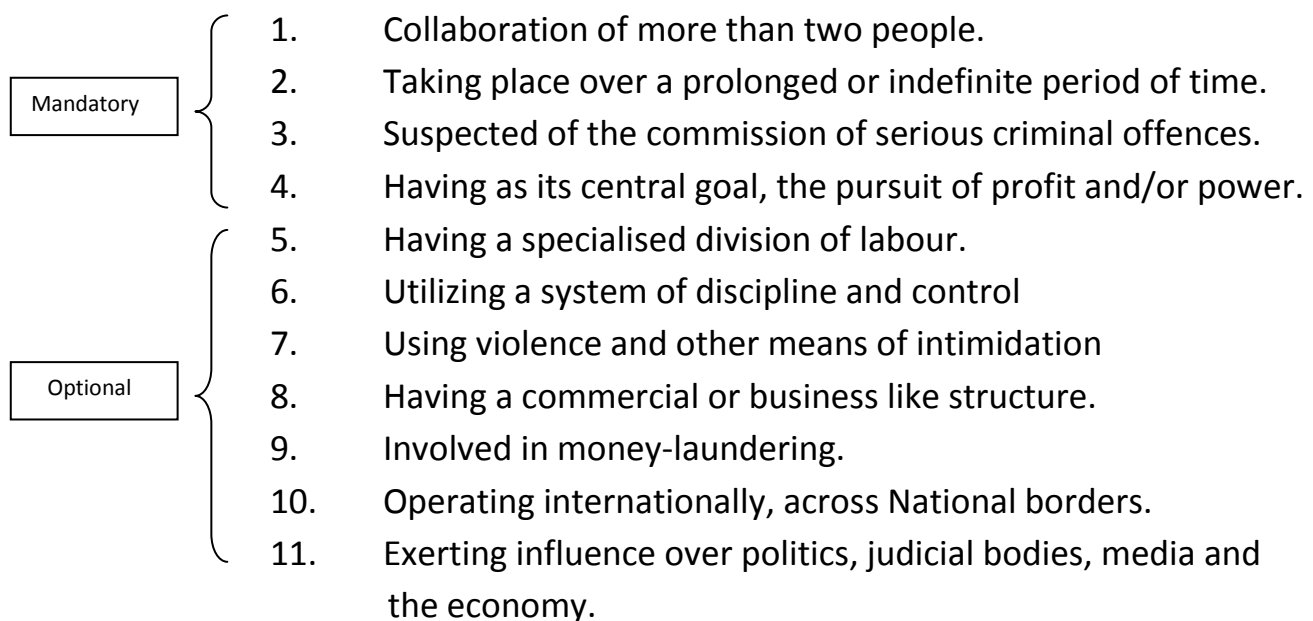 1. Collaboration of more than two people.
Mandatory
2. Taking place over a prolonged or indefinite period of time.
3. Suspected of the commission of serious criminal offences.
4. Having as its central goal, the pursuit of profit and/or power.
5. Having a specialised division of labour.
6. Utilizing a system of discipline and control
7. Using violence and other means of intimidation
Optional
8. Having a commercial or business like structure.
9. Involved in money-laundering.
10. Operating internationally, across National borders.
11. Exerting influence over politics, judicial bodies, media and
the economy.